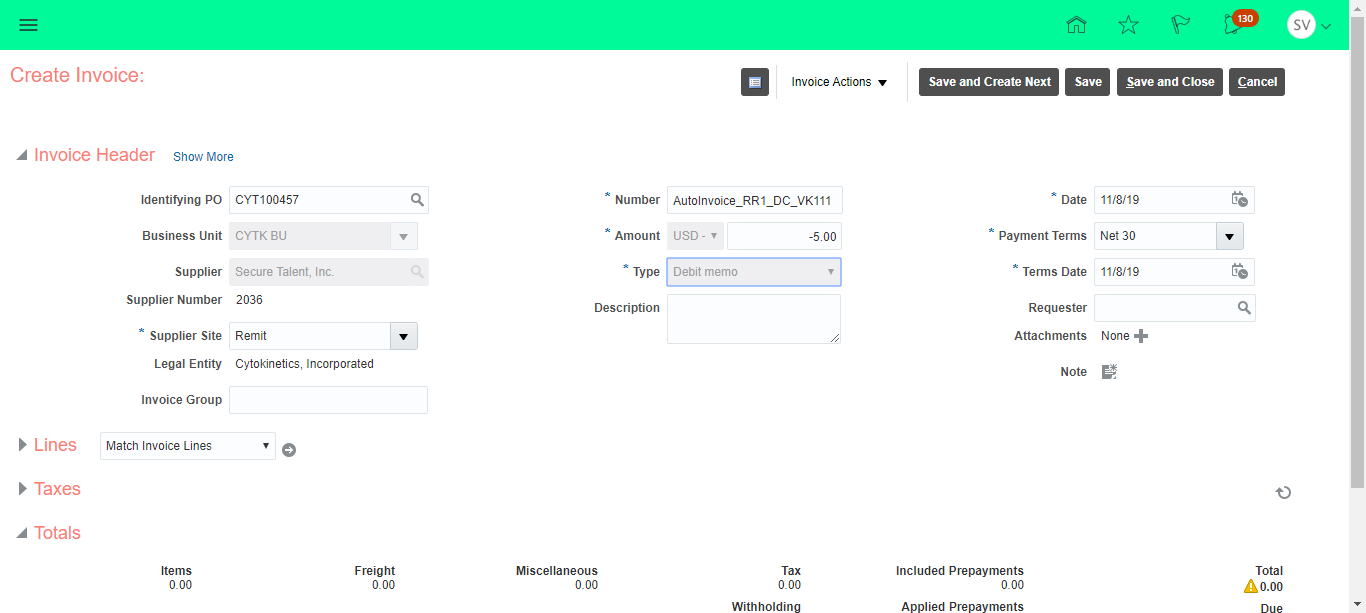 130
SV
Create Invoice:
Invoice Actions
Save and Create Next
Save
Save and Close
Cancel
Invoice Header
Show More
Identifying PO CYT100457
* Number AutoInvoice_RR1_DC_VK111
* Date 11/8/19
Business Unit CYTK BU
* Amount USD - -5.00
* Payment Terms Net 30
Supplier Secure Talent, Inc.
* Type Debit memo
* Terms Date 11/8/19
Supplier Number 2036
Description
Requester
* Supplier Site Remit
Attachments None
Legal Entity Cytokinetics, Incorporated
Note
Invoice Group
Lines Match Invoice Lines
Taxes
Totals
Items Freight Miscellaneous Tax Included Prepayments Total
0.00 0.00 0.00 0.00 0.00 0.00
Withholding Applied Prepayments Due